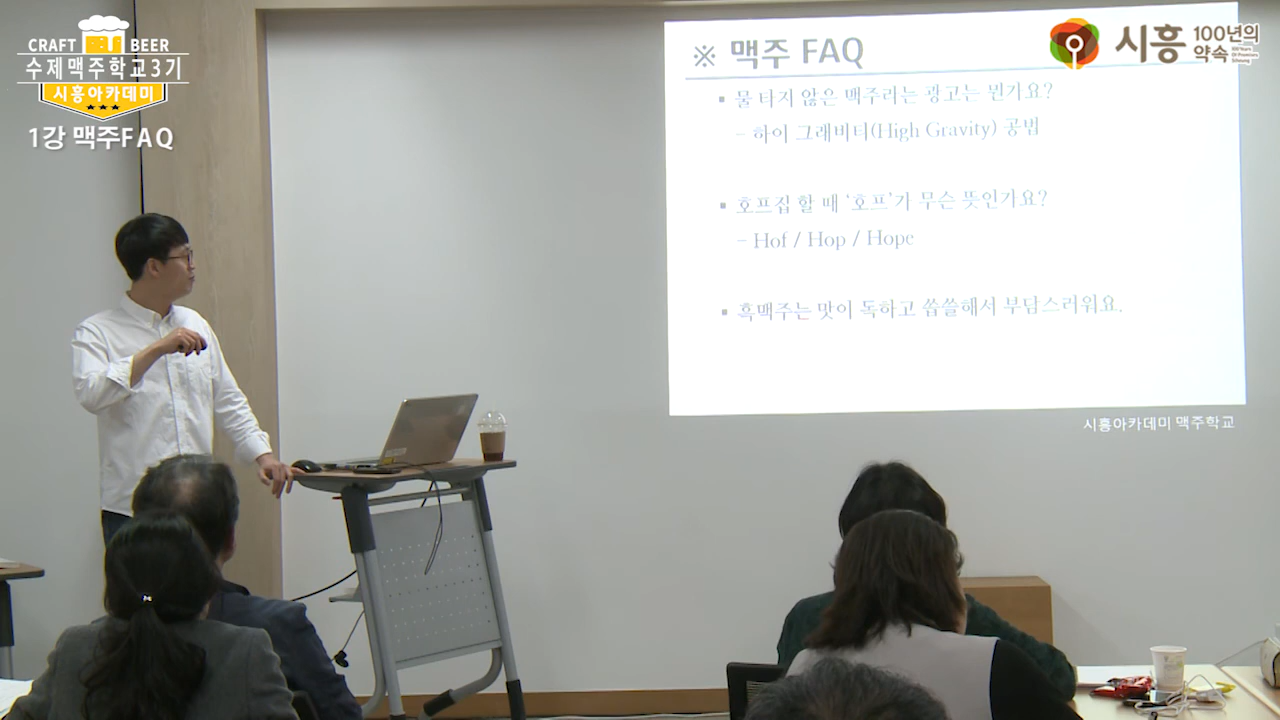 CRAFT BEER
수제맥주학교3기
시흥아카데미
1강 맥주FAQ
시흥 100년의 약속
※ 맥주 FAQ
▪ 물 타지 않은 맥주라는 광고는 뭔가요?
– 하이 그래비티(High Gravity) 공법
▪ 호프집 할 때 '호프'가 무슨 뜻인가요?
– Hof / Hop / Hope
▪ 흑맥주는 맛이 독하고 씁쓸해서 부담스러워요.
시흥아카데미 맥주학교